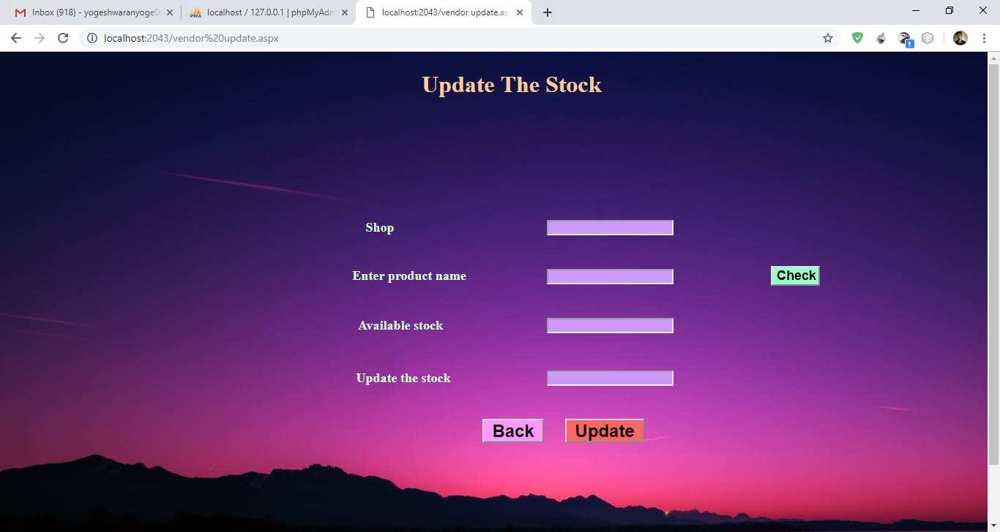 Inbox (918) - yogeshwaranyoge0
localhost / 127.0.0.1 | phpMyAdm
localhost:2043/vendor update.as
localhost:2043/vendor%20update.aspx
Update The Stock
Shop
Enter product name
Check
Available stock
Update the stock
Back
Update